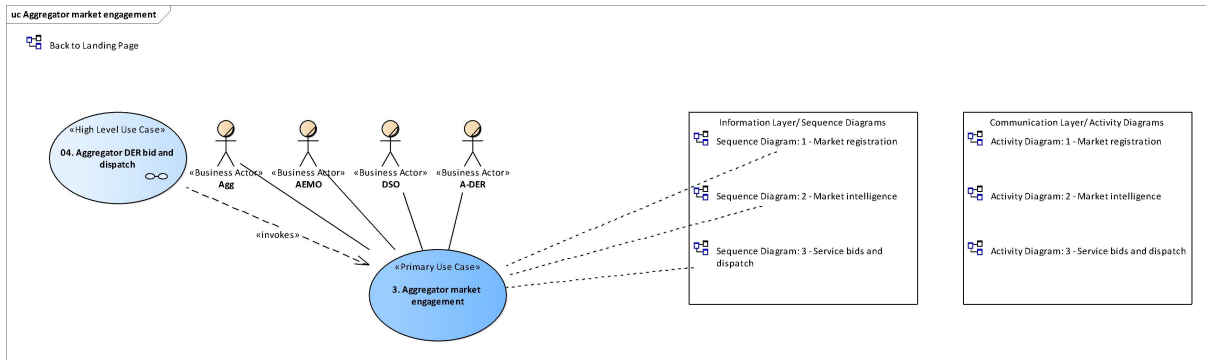 uc Aggregator market engagement
Back to Landing Page
«High Level Use Case»
04. Aggregator DER bid and
dispatch
«Business Actor»
Agg
«Business Actor»
AEMO
«Business Actor»
DSO
«Business Actor»
A-DER
«invokes»
«Primary Use Case»
3. Aggregator market
engagement
Information Layer/ Sequence Diagrams
Sequence Diagram: 1 - Market registration
Sequence Diagram: 2 - Market intelligence
Sequence Diagram: 3 - Service bids and
dispatch
Communication Layer/ Activity Diagrams
Activity Diagram: 1 - Market registration
Activity Diagram: 2 - Market intelligence
Activity Diagram: 3 - Service bids and dispatch